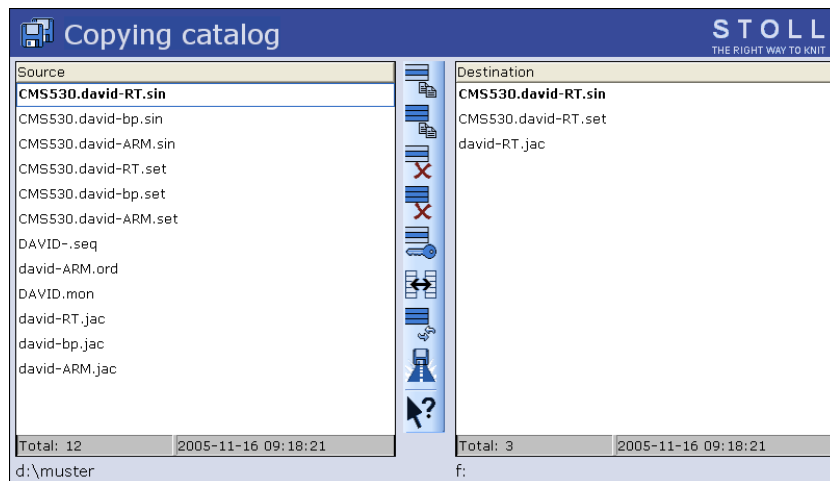 Copying catalog
STOLL
THE RIGHT WAY TO KNIT
Source
CMS530.david-RT.sin
CMS530.david-bp.sin
CMS530.david-ARM.sin
CMS530.david-RT.set
CMS530.david-bp.set
CMS530.david-ARM.set
DAVID-.seq
david-ARM.ord
DAVID.mon
david-RT.jac
david-bp.jac
david-ARM.jac
Total: 12 2005-11-16 09:18:21
d:\muster
Destination
CMS530.david-RT.sin
CMS530.david-RT.set
david-RT.jac
Total: 3 2005-11-16 09:18:21
f:
?